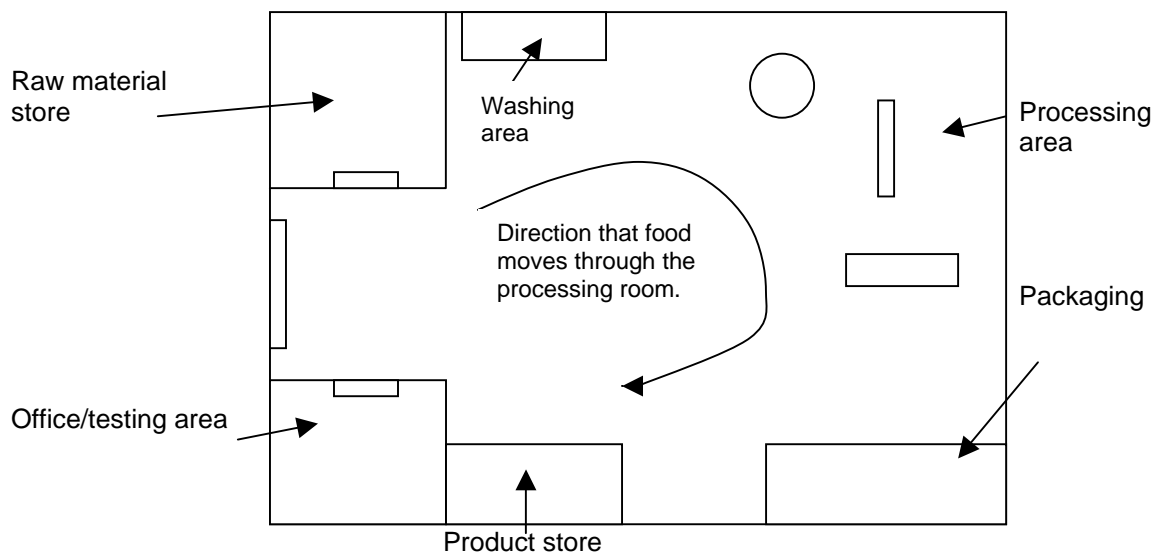 Raw material
store
Washing
area
Processing
area
Direction that food
moves through the
processing room.
Packaging
Office/testing area
Product store